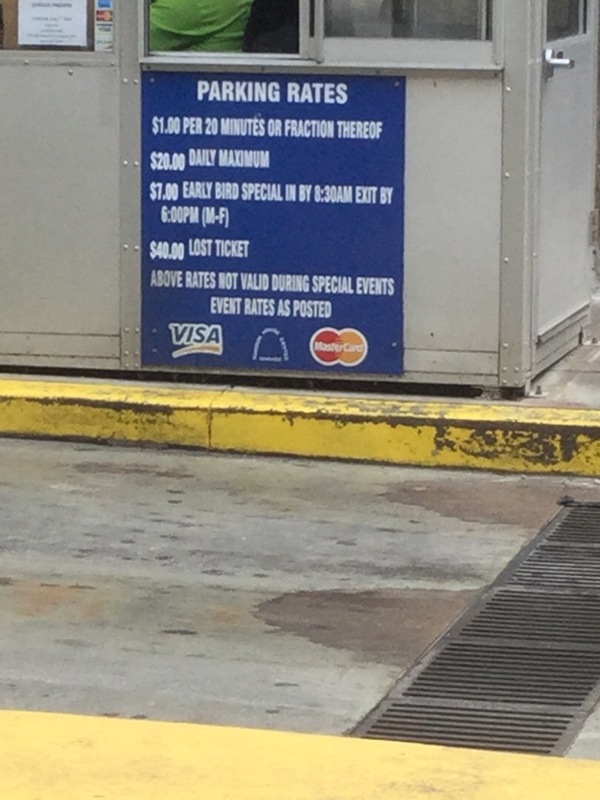 PARKING RATES
$1.00 PER 20 MINUTES OR FRACTION THEREOF
$20.00 DAILY MAXIMUM
$7.00 EARLY BIRD SPECIAL IN BY 8:30AM EXIT BY
6:00PM (M-F)
$40.00 LOST TICKET
ABOVE RATES NOT VALID DURING SPECIAL EVENTS
EVENT RATES AS POSTED
VISA
MasterCard